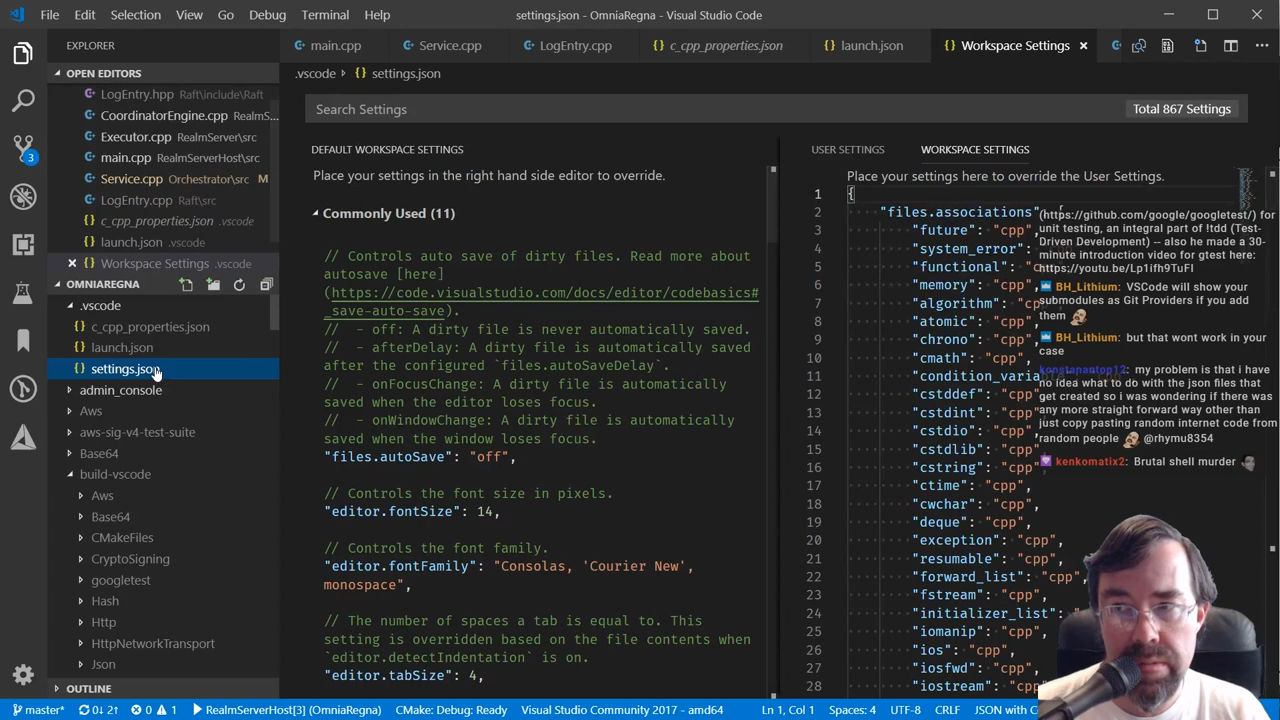 File Edit Selection View Go Debug Terminal Help
settings.json - OmniaRegna - Visual Studio Code
EXPLORER
OPEN EDITORS
LogEntry.hpp Raft\include\Raft
CoordinatorEngine.cpp RealmS...
Executor.cpp RealmServer\src
main.cpp RealmServerHost\src
Service.cpp Orchestrator\src M
LogEntry.cpp Raft\src
c_cpp_properties.json .vscode
launch.json .vscode
Workspace Settings .vscode
OMNIAREGNA
.vscode
c_cpp_properties.json
launch.json
settings.json
admin_console
Aws
aws-sig-v4-test-suite
Base64
build-vscode
Aws
Base64
CMakeFiles
CryptoSigning
googletest
Hash
Http
HttpNetworkTransport
Json
OUTLINE
3
main.cpp Service.cpp LogEntry.cpp c_cpp_properties.json launch.json Workspace Settings
.vscode settings.json
Search Settings
Total 867 Settings
DEFAULT WORKSPACE SETTINGS
Place your settings in the right hand side editor to override.
Commonly Used (11)
// Controls auto save of dirty files. Read more about
autosave [here]
(https://code.visualstudio.com/docs/editor/codebasics#
_save-auto-save).
// - off: A dirty file is never automatically saved.
// - afterDelay: A dirty file is automatically saved
after the configured `files.autoSaveDelay`.
// - onFocusChange: A dirty file is automatically
saved when the editor loses focus.
// - onWindowChange: A dirty file is automatically
saved when the window loses focus.
"files.autoSave": "off",
// Controls the font size in pixels.
"editor.fontSize": 14,
// Controls the font family.
"editor.fontFamily": "Consolas, 'Courier New',
monospace",
// The number of spaces a tab is equal to. This
setting is overridden based on the file contents when
`editor.detectIndentation` is on.
"editor.tabSize": 4,
USER SETTINGS WORKSPACE SETTINGS
Place your settings here to override the User Settings.
1 {
2 "files.associations": {
3 "future": "cpp",
4 "system_error":
5 "functional": "c
6 "memory": "cpp",
7 "algorithm": "cp
8 "atomic": "cpp",
9 "chrono": "cpp",
10 "cmath": "cpp",
11 "condition_variable":
12 "cstddef": "cpp
13 "cstdint": "cpp
14 "cstdio": "cpp",
15 "cstdlib": "cpp
16 "cstring": "cpp
17 "ctime": "cpp",
18 "cwchar": "cpp",
19 "deque": "cpp",
20 "exception": "cpp",
21 "resumable": "cpp",
22 "forward_list": "cpp",
23 "fstream": "cpp",
24 "initializer_list":
25 "iomanip": "cpp
26 "ios": "cpp",
27 "iosfwd": "cpp",
28 "iostream": "cpp
(https://github.com/google/googletest/) for
unit testing, an integral part of !tdd (Test-
Driven Development) -- also he made a 30-
minute introduction video for gtest here:
https://youtu.be/Lp1ifh9TuFI
BH_Lithium: VSCode will show your
submodules as Git Providers if you add
them
BH_Lithium: but that wont work in your
case
konstanantop12: my problem is that i have
no idea what to do with the json files that
get created so i was wondering if there was
any more straight forward way other than
just copy pasting random internet code from
random people @rhymu8354
kenkomatix2: Brutal shell murder
master* 0↓ 2↑ 0 1 RealmServerHost[3] (OmniaRegna) CMake: Debug: Ready Visual Studio Community 2017 - amd64 Ln 1, Col 1 Spaces: 4 UTF-8 CRLF JSON with C